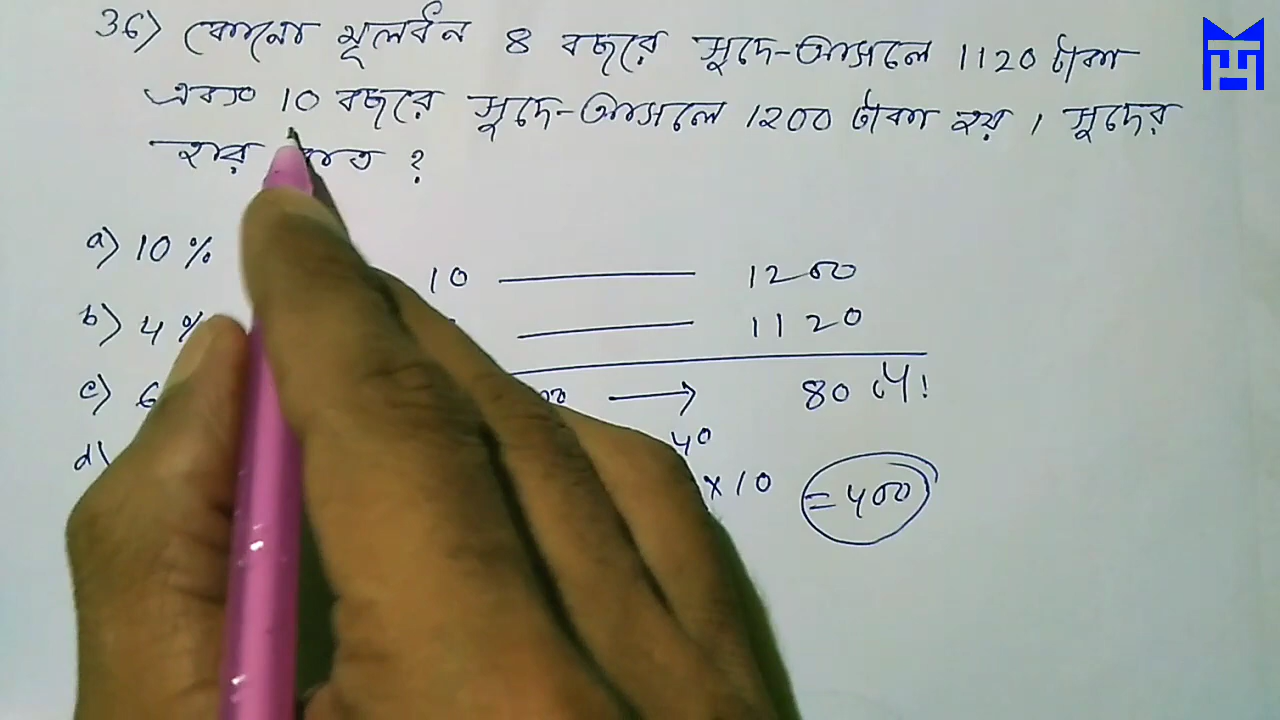 36) কোনো মূলধন 8 বছরে সুদে-আসলে 1120 টাকা
এবং 10 বছরে সুদে-আসলে 1200 টাকা হয়। সুদের
হার কত ?
a) 10 %
10 —— 1200
b) 4 %
—— 1120
c) 6
→ 80
d)
40
× 10 = 400